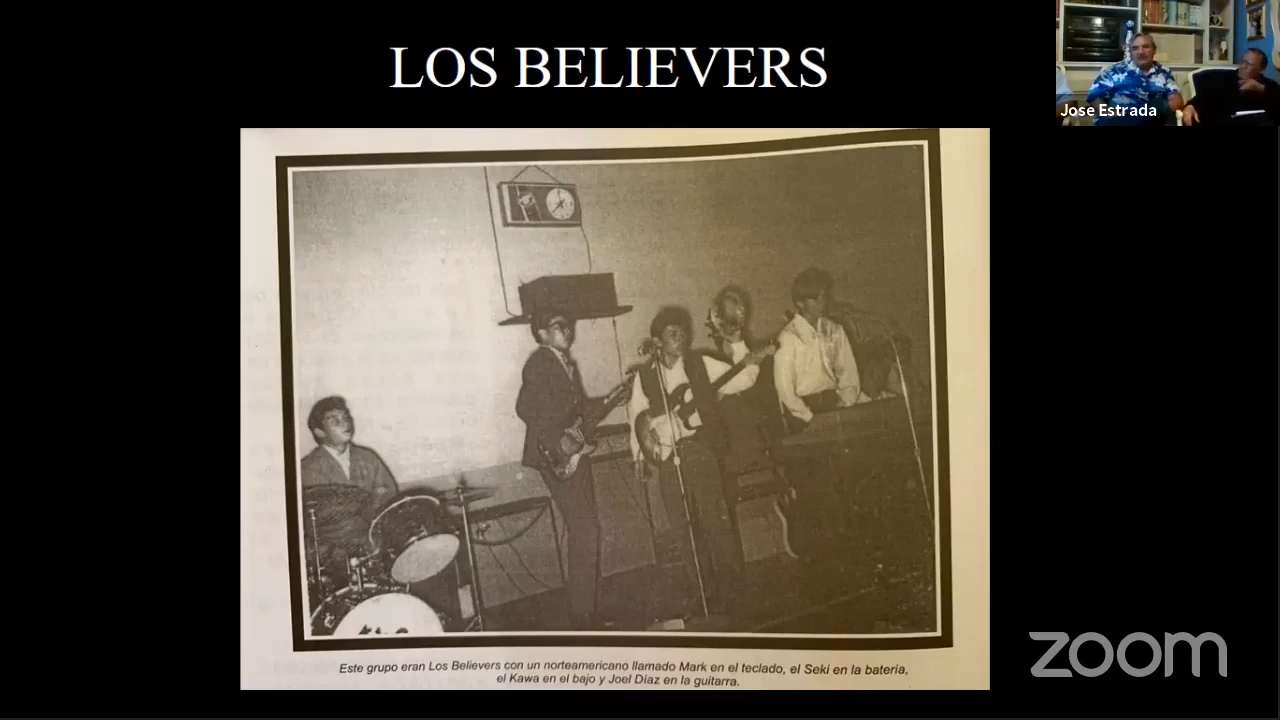 LOS BELIEVERS
Jose Estrada
Este grupo eran Los Believers con un norteamericano llamado Mark en el teclado, el Seki en la batería,
el Kawa en el bajo y Joel Díaz en la guitarra.
zoom